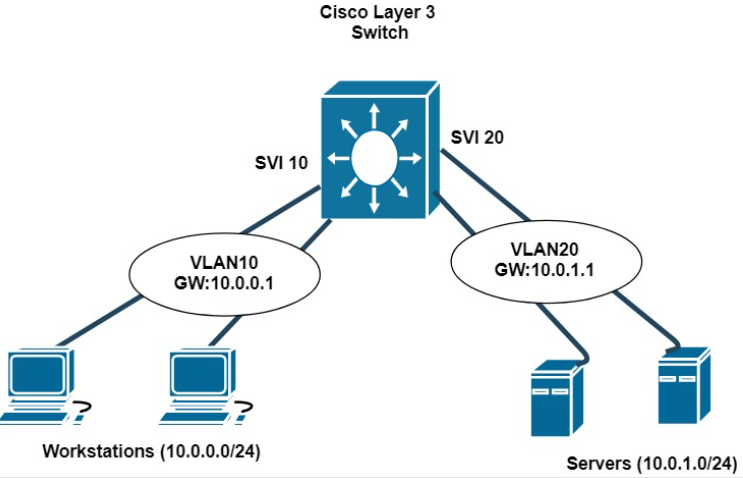 Cisco Layer 3
Switch
SVI 10
SVI 20
VLAN10
GW:10.0.0.1
VLAN20
GW:10.0.1.1
Workstations (10.0.0.0/24)
Servers (10.0.1.0/24)